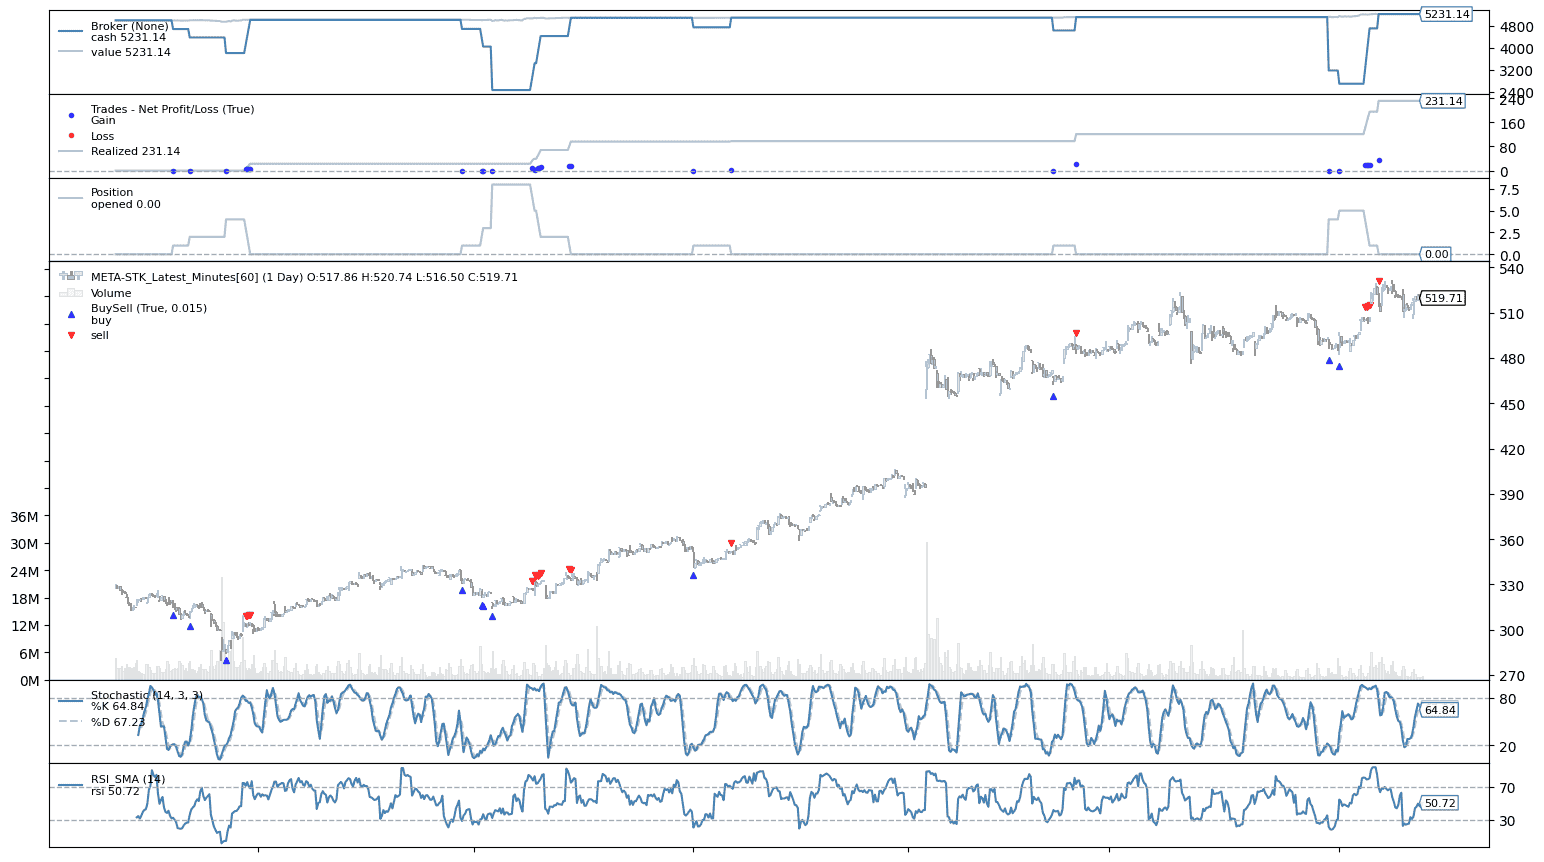 Broker (None)
cash 5231.14
value 5231.14
5231.14
4800
4000
3200
2400
Trades - Net Profit/Loss (True)
Gain
Loss
Realized 231.14
240
231.14
160
80
0
Position
opened 0.00
7.5
5.0
2.5
0.0
0.00
META-STK_Latest_Minutes[60] (1 Day) O:517.86 H:520.74 L:516.50 C:519.71
Volume
BuySell (True, 0.015)
buy
sell
540
519.71
510
480
450
420
390
360
330
300
270
36M
30M
24M
18M
12M
6M
0M
Stochastic (14, 3, 3)
%K 64.84
%D 67.23
80
64.84
20
RSI_SMA (14)
rsi 50.72
70
50.72
30